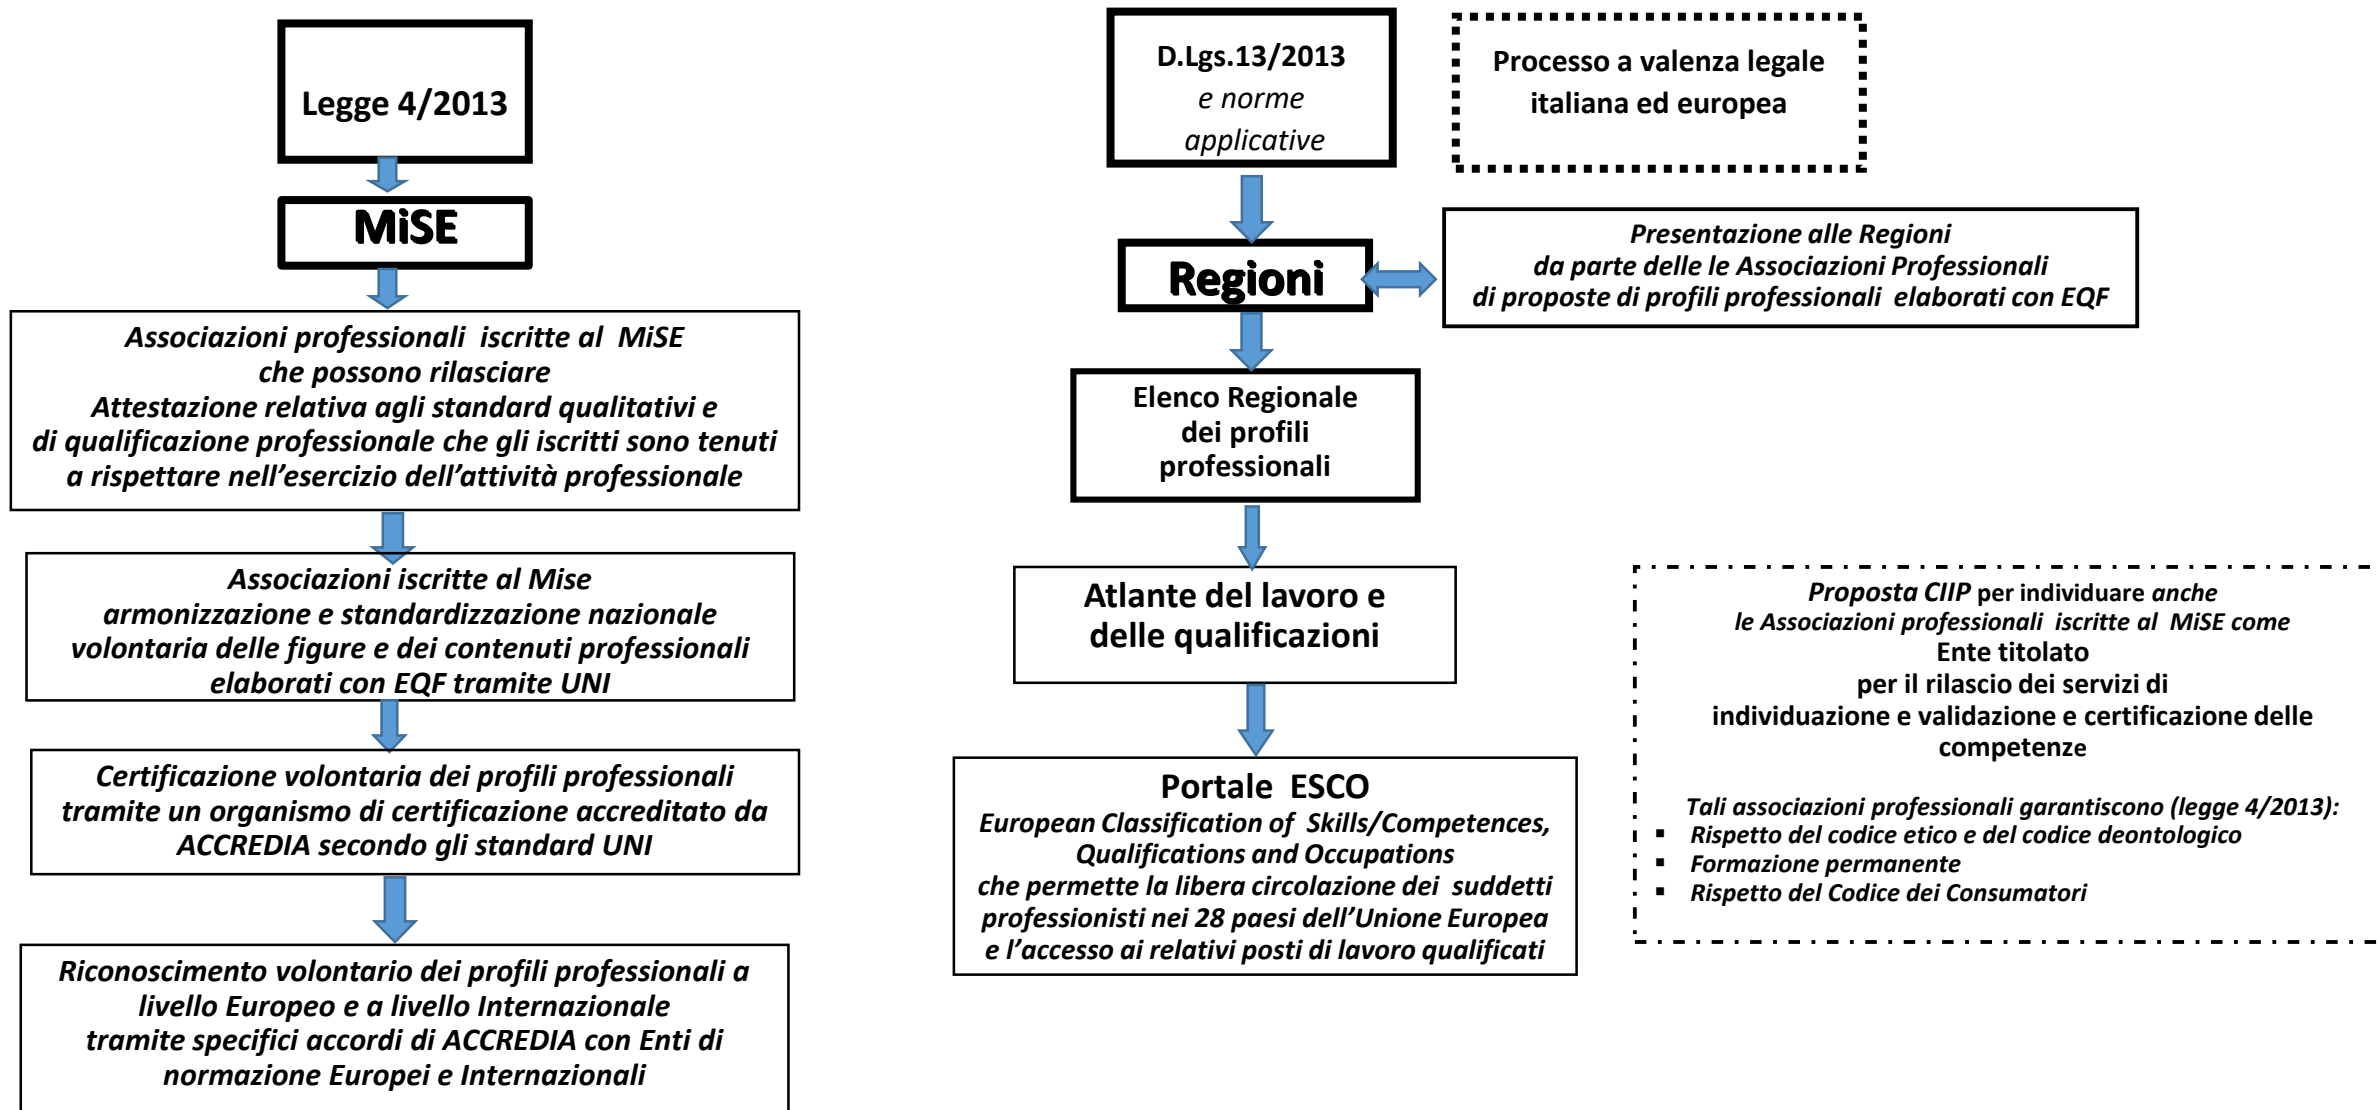 Legge 4/2013
MiSE
Associazioni professionali iscritte al MiSE
che possono rilasciare
Attestazione relativa agli standard qualitativi e
di qualificazione professionale che gli iscritti sono tenuti
a rispettare nell'esercizio dell'attività professionale
Associazioni iscritte al Mise
armonizzazione e standardizzazione nazionale
volontaria delle figure e dei contenuti professionali
elaborati con EQF tramite UNI
Certificazione volontaria dei profili professionali
tramite un organismo di certificazione accreditato da
ACCREDIA secondo gli standard UNI
Riconoscimento volontario dei profili professionali a
livello Europeo e a livello Internazionale
tramite specifici accordi di ACCREDIA con Enti di
normazione Europei e Internazionali
D.Lgs.13/2013
e norme
applicative
Processo a valenza legale
italiana ed europea
Regioni
Presentazione alle Regioni
da parte delle le Associazioni Professionali
di proposte di profili professionali elaborati con EQF
Elenco Regionale
dei profili
professionali
Atlante del lavoro e
delle qualificazioni
Portale ESCO
European Classification of Skills/Competences,
Qualifications and Occupations
che permette la libera circolazione dei suddetti
professionisti nei 28 paesi dell'Unione Europea
e l'accesso ai relativi posti di lavoro qualificati
Proposta CIIP per individuare anche
le Associazioni professionali iscritte al MiSE come
Ente titolato
per il rilascio dei servizi di
individuazione e validazione e certificazione delle
competenze
Tali associazioni professionali garantiscono (legge 4/2013):
▪ Rispetto del codice etico e del codice deontologico
▪ Formazione permanente
▪ Rispetto del Codice dei Consumatori